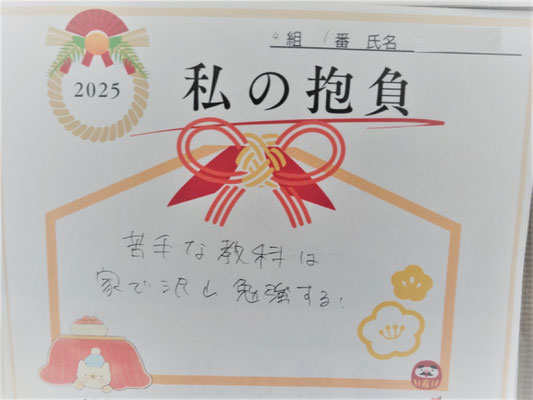 4組 1番 氏名
2025
私の抱負
苦手な教科は
家で沢山勉強する!